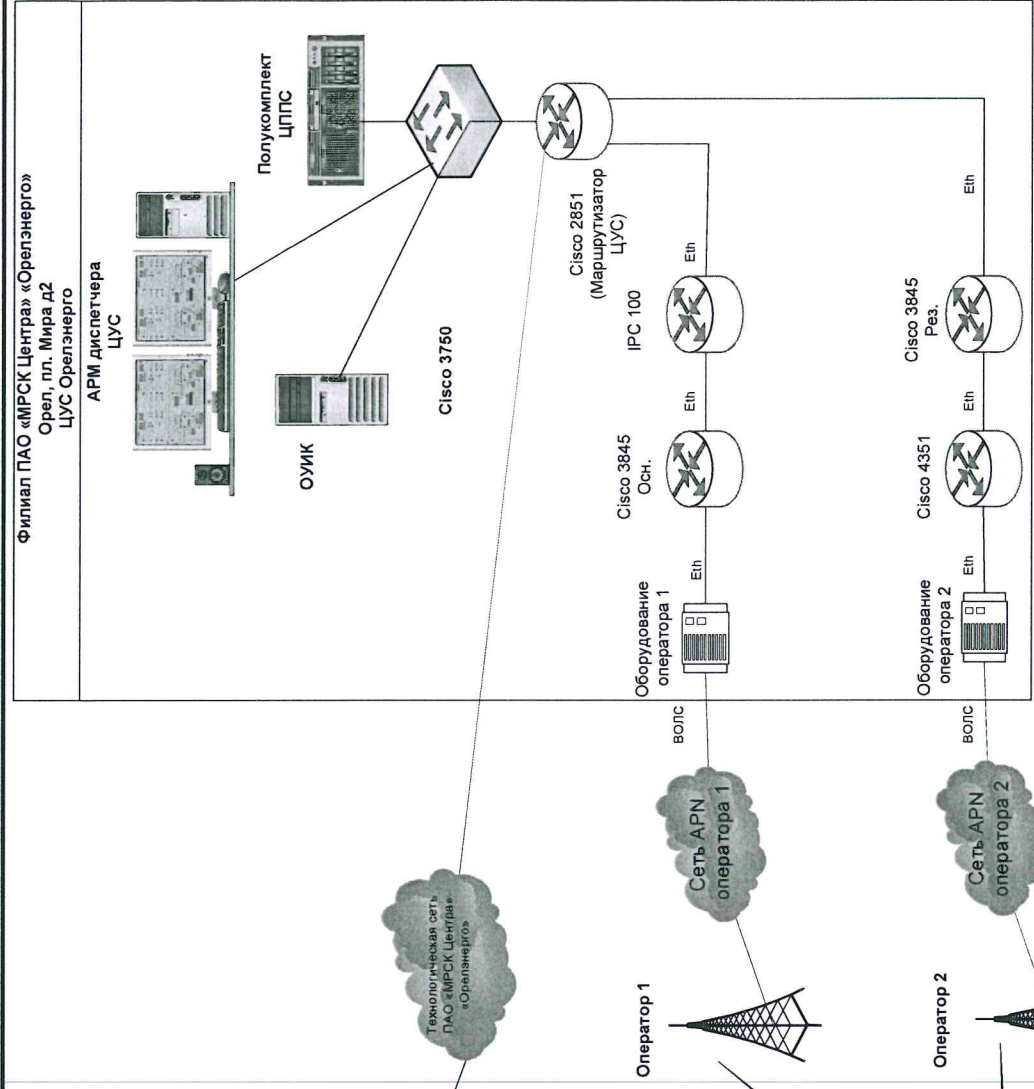 Филиал ПАО «МРСК Центра» «Орелэнерго»
Орел, пл. Мира д2
ЦУС Орелэнерго
АРМ диспетчера
ЦУС
Полукомплект
ЦППС
ОУИК
Cisco 3750
Cisco 2851
(Маршрутизатор
ЦУС)
Технологическая сеть
ПАО «МРСК Центра»
«Орелэнерго»
Оператор 1
Сеть APN
оператора 1
ВОЛС
Оборудование
оператора 1
Eth
Cisco 3845
Осн.
Eth
IPC 100
Eth
Оператор 2
Сеть APN
оператора 2
ВОЛС
Оборудование
оператора 2
Eth
Cisco 4351
Eth
Cisco 3845
Рез.
Eth